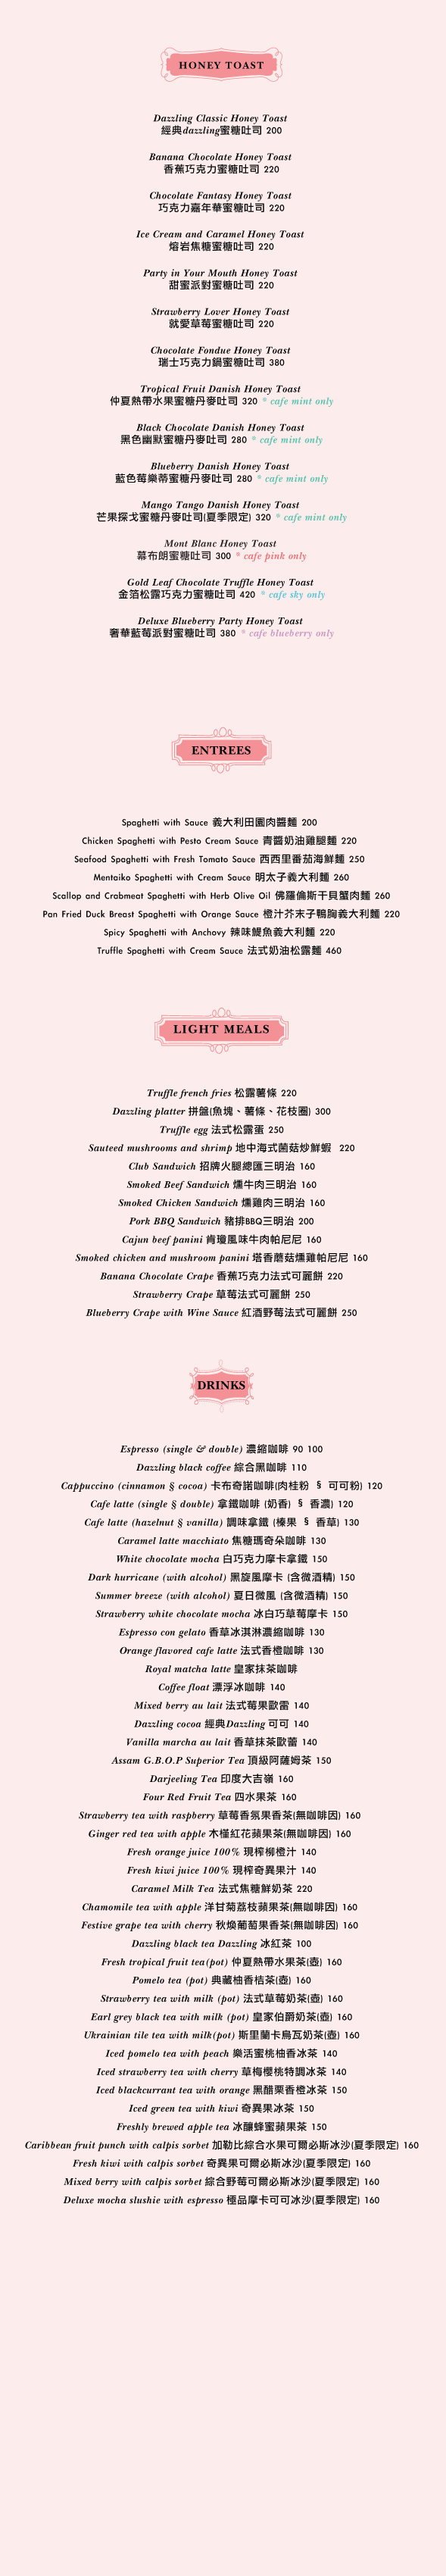 HONEY TOAST
Dazzling Classic Honey Toast
經典dazzling蜜糖吐司 200
Banana Chocolate Honey Toast
香蕉巧克力蜜糖吐司 220
Chocolate Fantasy Honey Toast
巧克力嘉年華蜜糖吐司 220
Ice Cream and Caramel Honey Toast
熔岩焦糖蜜糖吐司 220
Party in Your Mouth Honey Toast
甜蜜派對蜜糖吐司 220
Strawberry Lover Honey Toast
就愛草莓蜜糖吐司 220
Chocolate Fondue Honey Toast
瑞士巧克力鍋蜜糖吐司 380
Tropical Fruit Danish Honey Toast
仲夏熱帶水果蜜糖丹麥吐司 320 * cafe mint only
Black Chocolate Danish Honey Toast
黑色幽默蜜糖丹麥吐司 280 * cafe mint only
Blueberry Danish Honey Toast
藍色莓樂蒂蜜糖丹麥吐司 280 * cafe mint only
Mango Tango Danish Honey Toast
芒果探戈蜜糖丹麥吐司(夏季限定) 320 * cafe mint only
Mont Blanc Honey Toast
幕布朗蜜糖吐司 300 * cafe pink only
Gold Leaf Chocolate Truffle Honey Toast
金箔松露巧克力蜜糖吐司 420 * cafe sky only
Deluxe Blueberry Party Honey Toast
奢華藍莓派對蜜糖吐司 380 * cafe blueberry only
ENTREES
Spaghetti with Sauce 義大利田園肉醬麵 200
Chicken Spaghetti with Pesto Cream Sauce 青醬奶油雞腿麵 220
Seafood Spaghetti with Fresh Tomato Sauce 西西里番茄海鮮麵 250
Mentaiko Spaghetti with Cream Sauce 明太子義大利麵 260
Scallop and Crabmeat Spaghetti with Herb Olive Oil 佛羅倫斯干貝蟹肉麵 260
Pan Fried Duck Breast Spaghetti with Orange Sauce 橙汁芥末子鴨胸義大利麵 220
Spicy Spaghetti with Anchovy 辣味鯷魚義大利麵 220
Truffle Spaghetti with Cream Sauce 法式奶油松露麵 460
LIGHT MEALS
Truffle french fries 松露薯條 220
Dazzling platter 拼盤(魚塊、薯條、花枝圈) 300
Truffle egg 法式松露蛋 250
Sauteed mushrooms and shrimp 地中海式菌菇炒鮮蝦 220
Club Sandwich 招牌火腿總匯三明治 160
Smoked Beef Sandwich 燻牛肉三明治 160
Smoked Chicken Sandwich 燻雞肉三明治 160
Pork BBQ Sandwich 豬排BBQ三明治 200
Cajun beef panini 肯瓊風味牛肉帕尼尼 160
Smoked chicken and mushroom panini 塔香蘑菇燻雞帕尼尼 160
Banana Chocolate Crape 香蕉巧克力法式可麗餅 220
Strawberry Crape 草莓法式可麗餅 250
Blueberry Crape with Wine Sauce 紅酒野莓法式可麗餅 250
DRINKS
Espresso (single & double) 濃縮咖啡 90 100
Dazzling black coffee 綜合黑咖啡 110
Cappuccino (cinnamon § cocoa) 卡布奇諾咖啡(肉桂粉 § 可可粉) 120
Cafe latte (single § double) 拿鐵咖啡 (奶香) § 香濃) 120
Cafe latte (hazelnut § vanilla) 調味拿鐵 (榛果 § 香草) 130
Caramel latte macchiato 焦糖瑪奇朵咖啡 130
White chocolate mocha 白巧克力摩卡拿鐵 150
Dark hurricane (with alcohol) 黑旋風摩卡 (含微酒精) 150
Summer breeze (with alcohol) 夏日微風 (含微酒精) 150
Strawberry white chocolate mocha 冰白巧草莓摩卡 150
Espresso con gelato 香草冰淇淋濃縮咖啡 130
Orange flavored cafe latte 法式香橙咖啡 130
Royal matcha latte 皇家抹茶咖啡
Coffee float 漂浮冰咖啡 140
Mixed berry au lait 法式莓果歐雷 140
Dazzling cocoa 經典Dazzling 可可 140
Vanilla marcha au lait 香草抹茶歐蕾 140
Assam G.B.O.P Superior Tea 頂級阿薩姆茶 150
Darjeeling Tea 印度大吉嶺 160
Four Red Fruit Tea 四水果茶 160
Strawberry tea with raspberry 草莓香氛果香茶(無咖啡因) 160
Ginger red tea with apple 木槿紅花蘋果茶(無咖啡因) 160
Fresh orange juice 100% 現榨柳橙汁 140
Fresh kiwi juice 100% 現榨奇異果汁 140
Caramel Milk Tea 法式焦糖鮮奶茶 220
Chamomile tea with apple 洋甘菊荔枝蘋果茶(無咖啡因) 160
Festive grape tea with cherry 秋煥葡萄果香茶(無咖啡因) 160
Dazzling black tea Dazzling 冰紅茶 100
Fresh tropical fruit tea(pot) 仲夏熱帶水果茶(壺) 160
Pomelo tea (pot) 典藏柚香桔茶(壺) 160
Strawberry tea with milk (pot) 法式草莓奶茶(壺) 160
Earl grey black tea with milk (pot) 皇家伯爵奶茶(壺) 160
Ukrainian tile tea with milk(pot) 斯里蘭卡烏瓦奶茶(壺) 160
Iced pomelo tea with peach 樂活蜜桃柚香冰茶 140
Iced strawberry tea with cherry 草梅櫻桃特調冰茶 140
Iced blackcurrant tea with orange 黑醋栗香橙冰茶 150
Iced green tea with kiwi 奇異果冰茶 150
Freshly brewed apple tea 冰釀蜂蜜蘋果茶 150
Caribbean fruit punch with calpis sorbet 加勒比綜合水果可爾必斯冰沙(夏季限定) 160
Fresh kiwi with calpis sorbet 奇異果可爾必斯冰沙(夏季限定) 160
Mixed berry with calpis sorbet 綜合野莓可爾必斯冰沙(夏季限定) 160
Deluxe mocha slushie with espresso 極品摩卡可可冰沙(夏季限定) 160